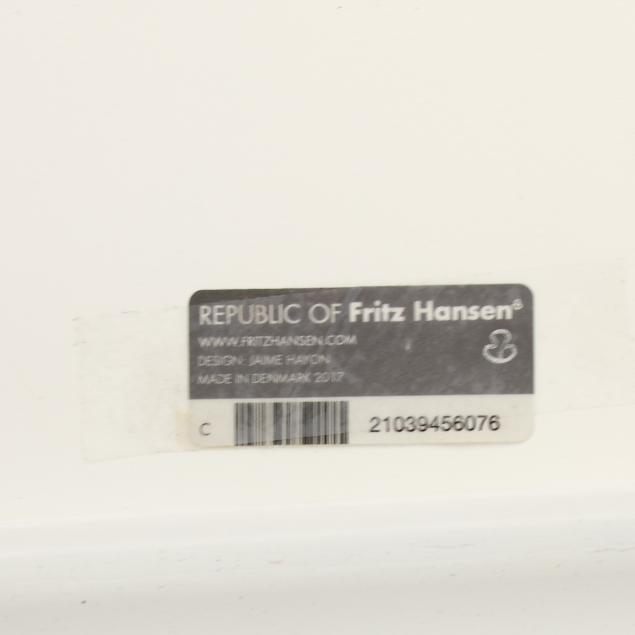 REPUBLIC OF Fritz Hansen®
WWW.FRITZHANSEN.COM
DESIGN: JAIME HAYON
MADE IN DENMARK 2017
C 21039456076